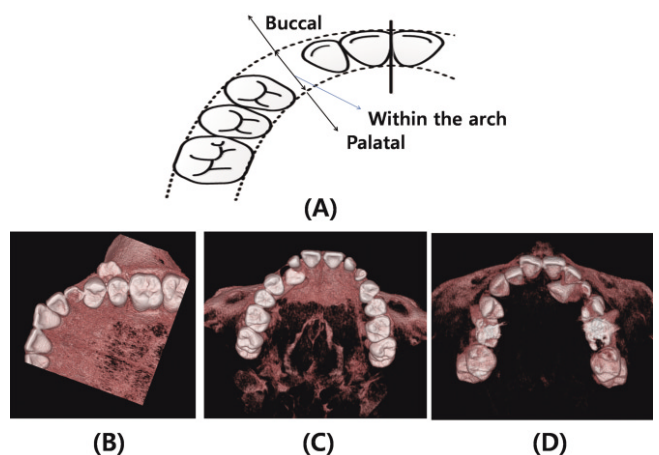 Buccal
Within the arch
Palatal
(A)
(B) (C) (D)